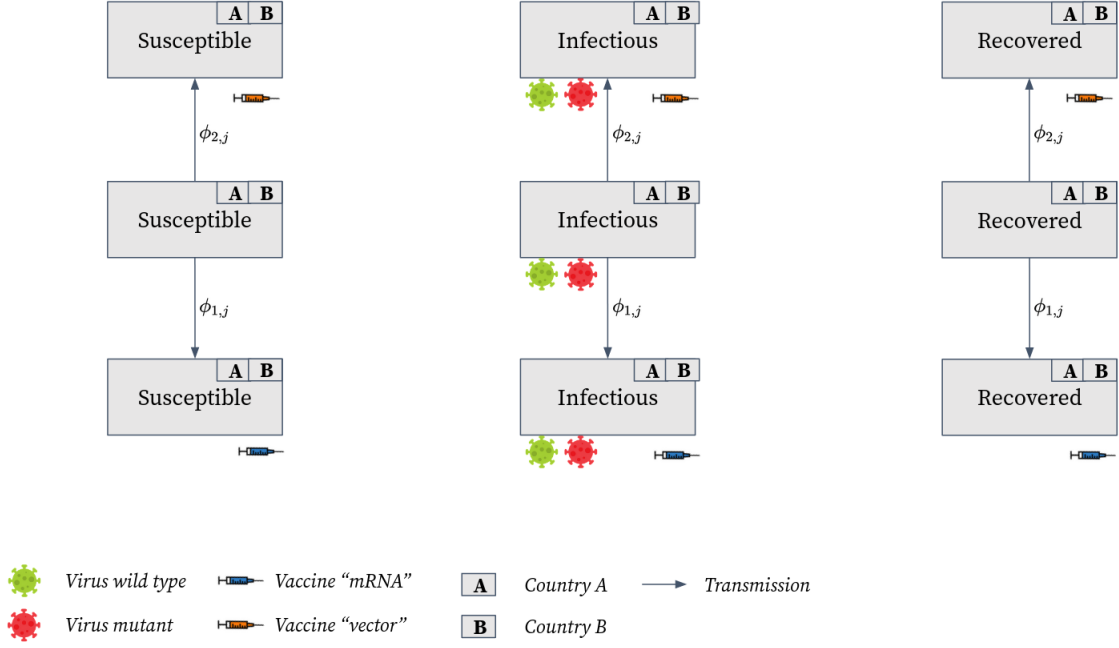 A B A B A B
Susceptible Infectious Recovered
ϕ2,j ϕ2,j ϕ2,j
A B A B A B
Susceptible Infectious Recovered
ϕ1,j ϕ1,j ϕ1,j
A B A B A B
Susceptible Infectious Recovered
Virus wild type Vaccine “mRNA” A Country A Transmission
Virus mutant Vaccine “vector” B Country B